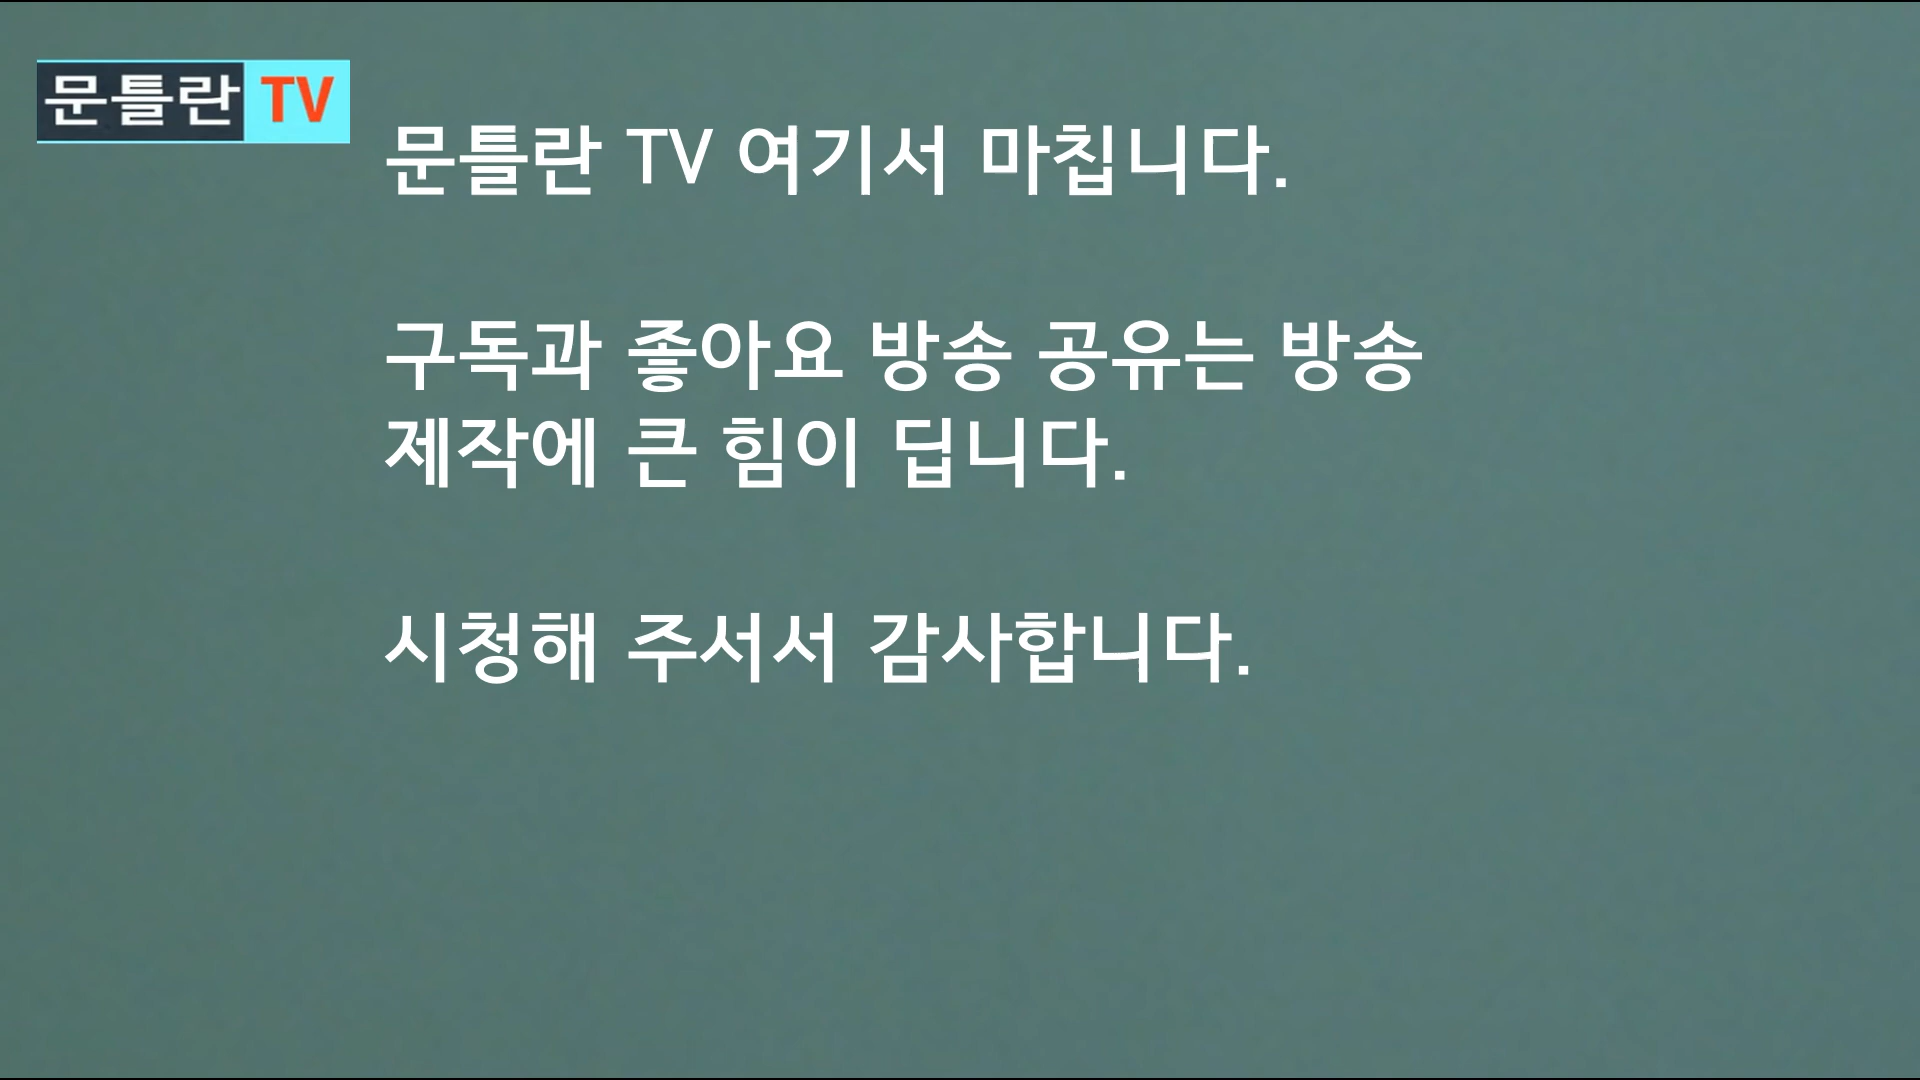 문틀란 TV
문틀란 TV 여기서 마칩니다.
구독과 좋아요 방송 공유는 방송
제작에 큰 힘이 딥니다.
시청해 주서서 감사합니다.